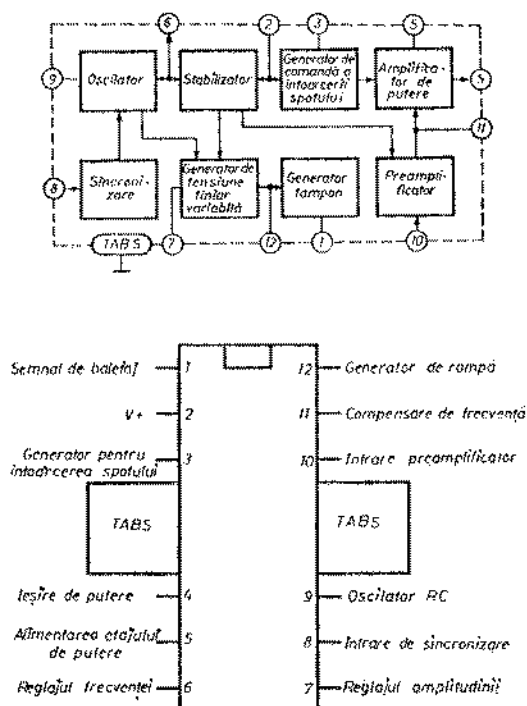 6
2
3
5
9
Oscilator
Stabilizator
Generator de
comandă a
întoarcerii
spotului
Amplifica-
tor de
putere
11
8
Sincroni-
zare
Generator de
tensiune
liniar
variabilă
Generator
tampon
Preampli-
ficator
TABS
7
12
1
10
Semnal de baleiaj
1
12
Generator de rampă
V+
2
11
Compensare de frecvență
Generator pentru
întoarcerea spotului
3
10
Intrare preamplificator
TABS
TABS
Ieșire de putere
4
9
Oscilator RC
Alimentarea etajului
de putere
5
8
Intrare de sincronizare
Reglajul frecvenței
6
7
Reglajul amplitudinii